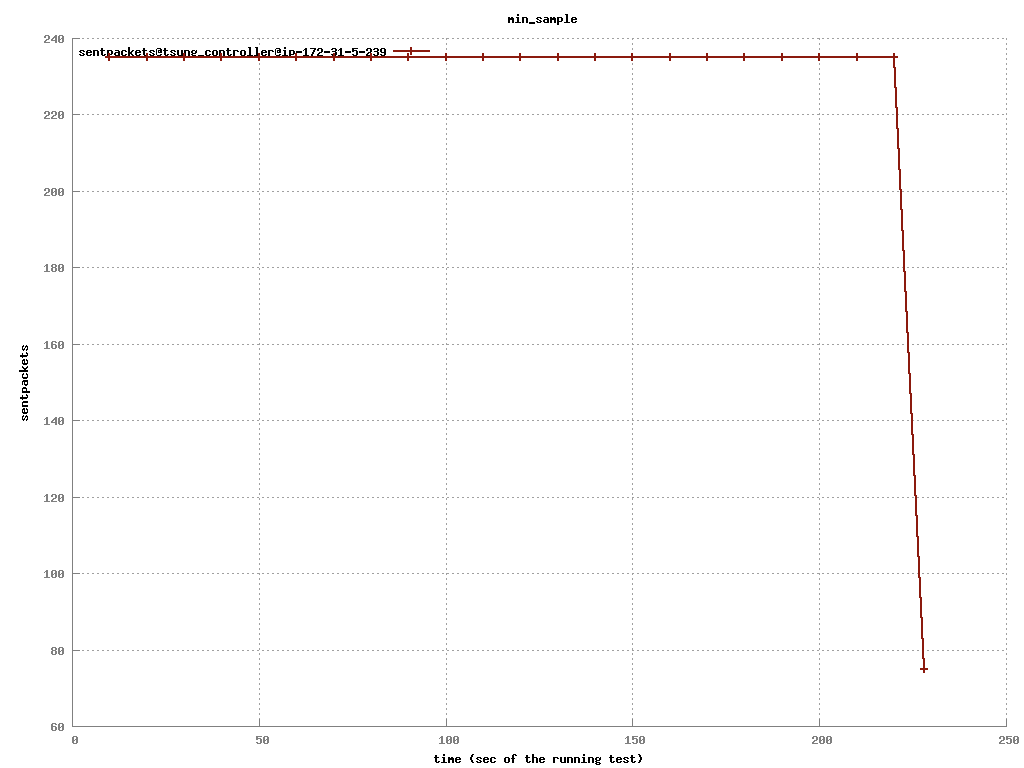 min_sample
240
sentpackets@tsung_controller@ip-172-31-5-239
220
200
180
160
sentpackets
140
120
100
80
60
0 50 100 150 200 250
time (sec of the running test)